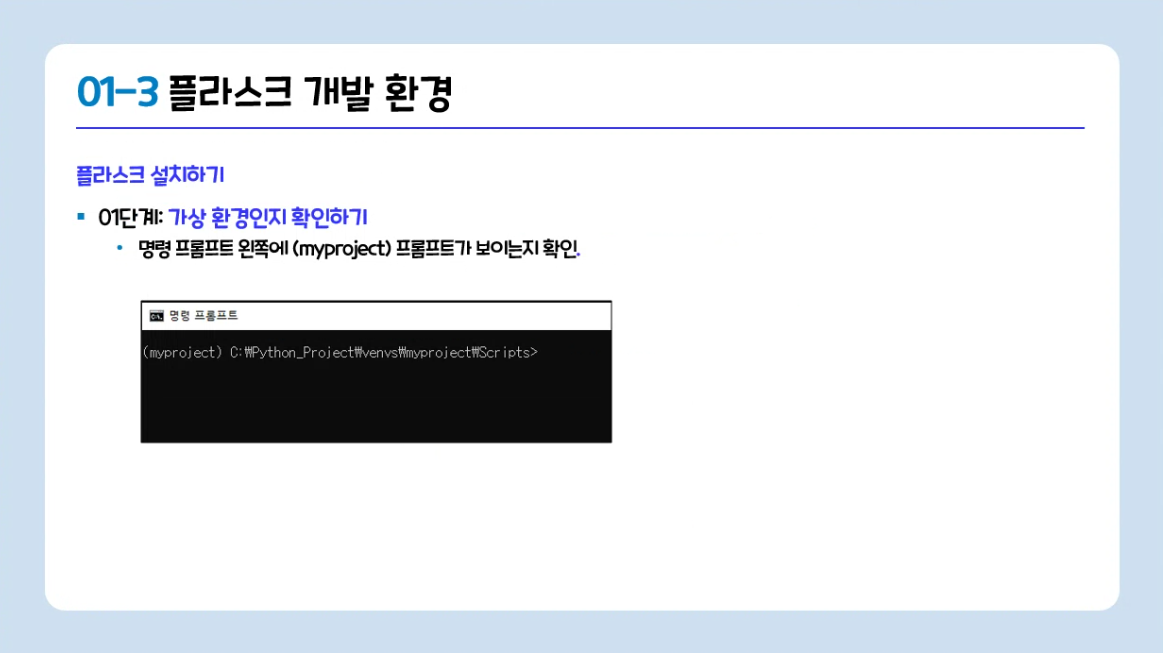 01-3 플라스크 개발 환경
플라스크 설치하기
▪ 01단계: 가상 환경인지 확인하기
• 명령 프롬프트 왼쪽에 (myproject) 프롬프트가 보이는지 확인.
명령 프롬프트
(myproject) C:₩Python_Project₩venvs₩myproject₩Scripts>